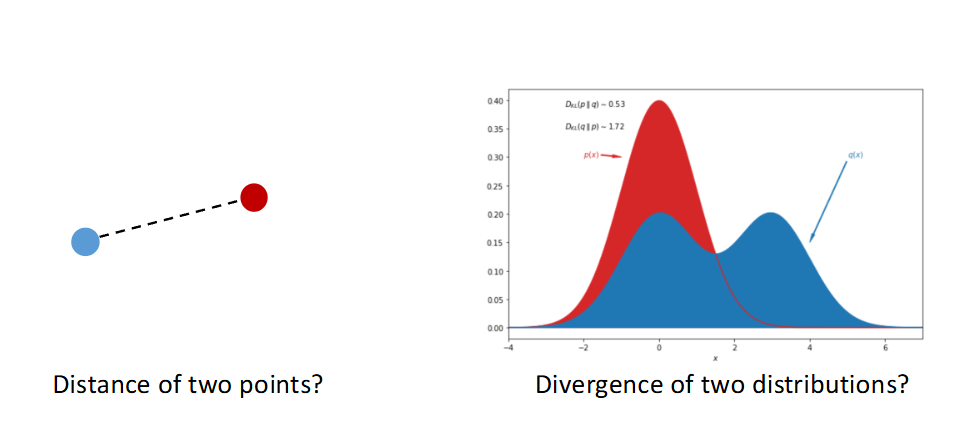 0.40
0.35
0.30
0.25
0.20
0.15
0.10
0.05
0.00
D_KL(p ∥ q) ~ 0.53
D_KL(q ∥ p) ~ 1.72
p(x)
q(x)
−4 −2 0 2 4 6
x
Distance of two points?
Divergence of two distributions?